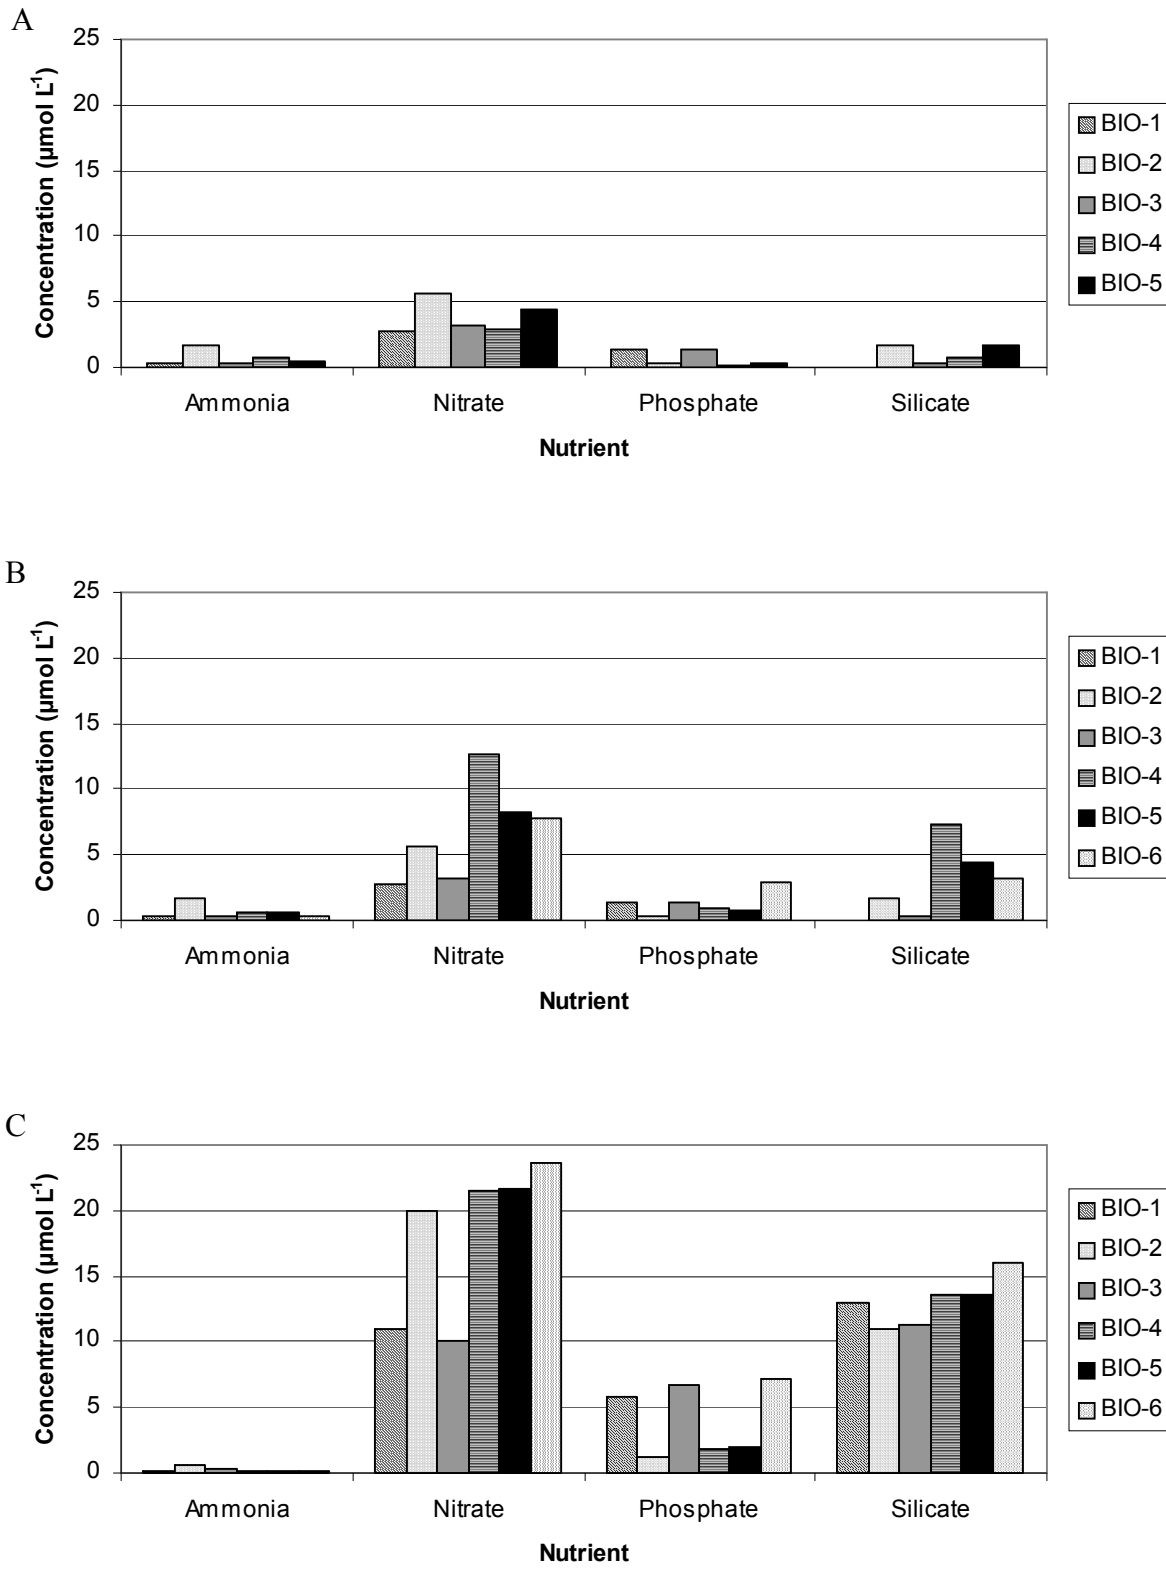 A
Concentration (µmol L-1)
25
20
15
10
5
0
Ammonia Nitrate Phosphate Silicate
Nutrient
BIO-1
BIO-2
BIO-3
BIO-4
BIO-5
B
Concentration (µmol L-1)
25
20
15
10
5
0
Ammonia Nitrate Phosphate Silicate
Nutrient
BIO-1
BIO-2
BIO-3
BIO-4
BIO-5
BIO-6
C
Concentration (µmol L-1)
25
20
15
10
5
0
Ammonia Nitrate Phosphate Silicate
Nutrient
BIO-1
BIO-2
BIO-3
BIO-4
BIO-5
BIO-6